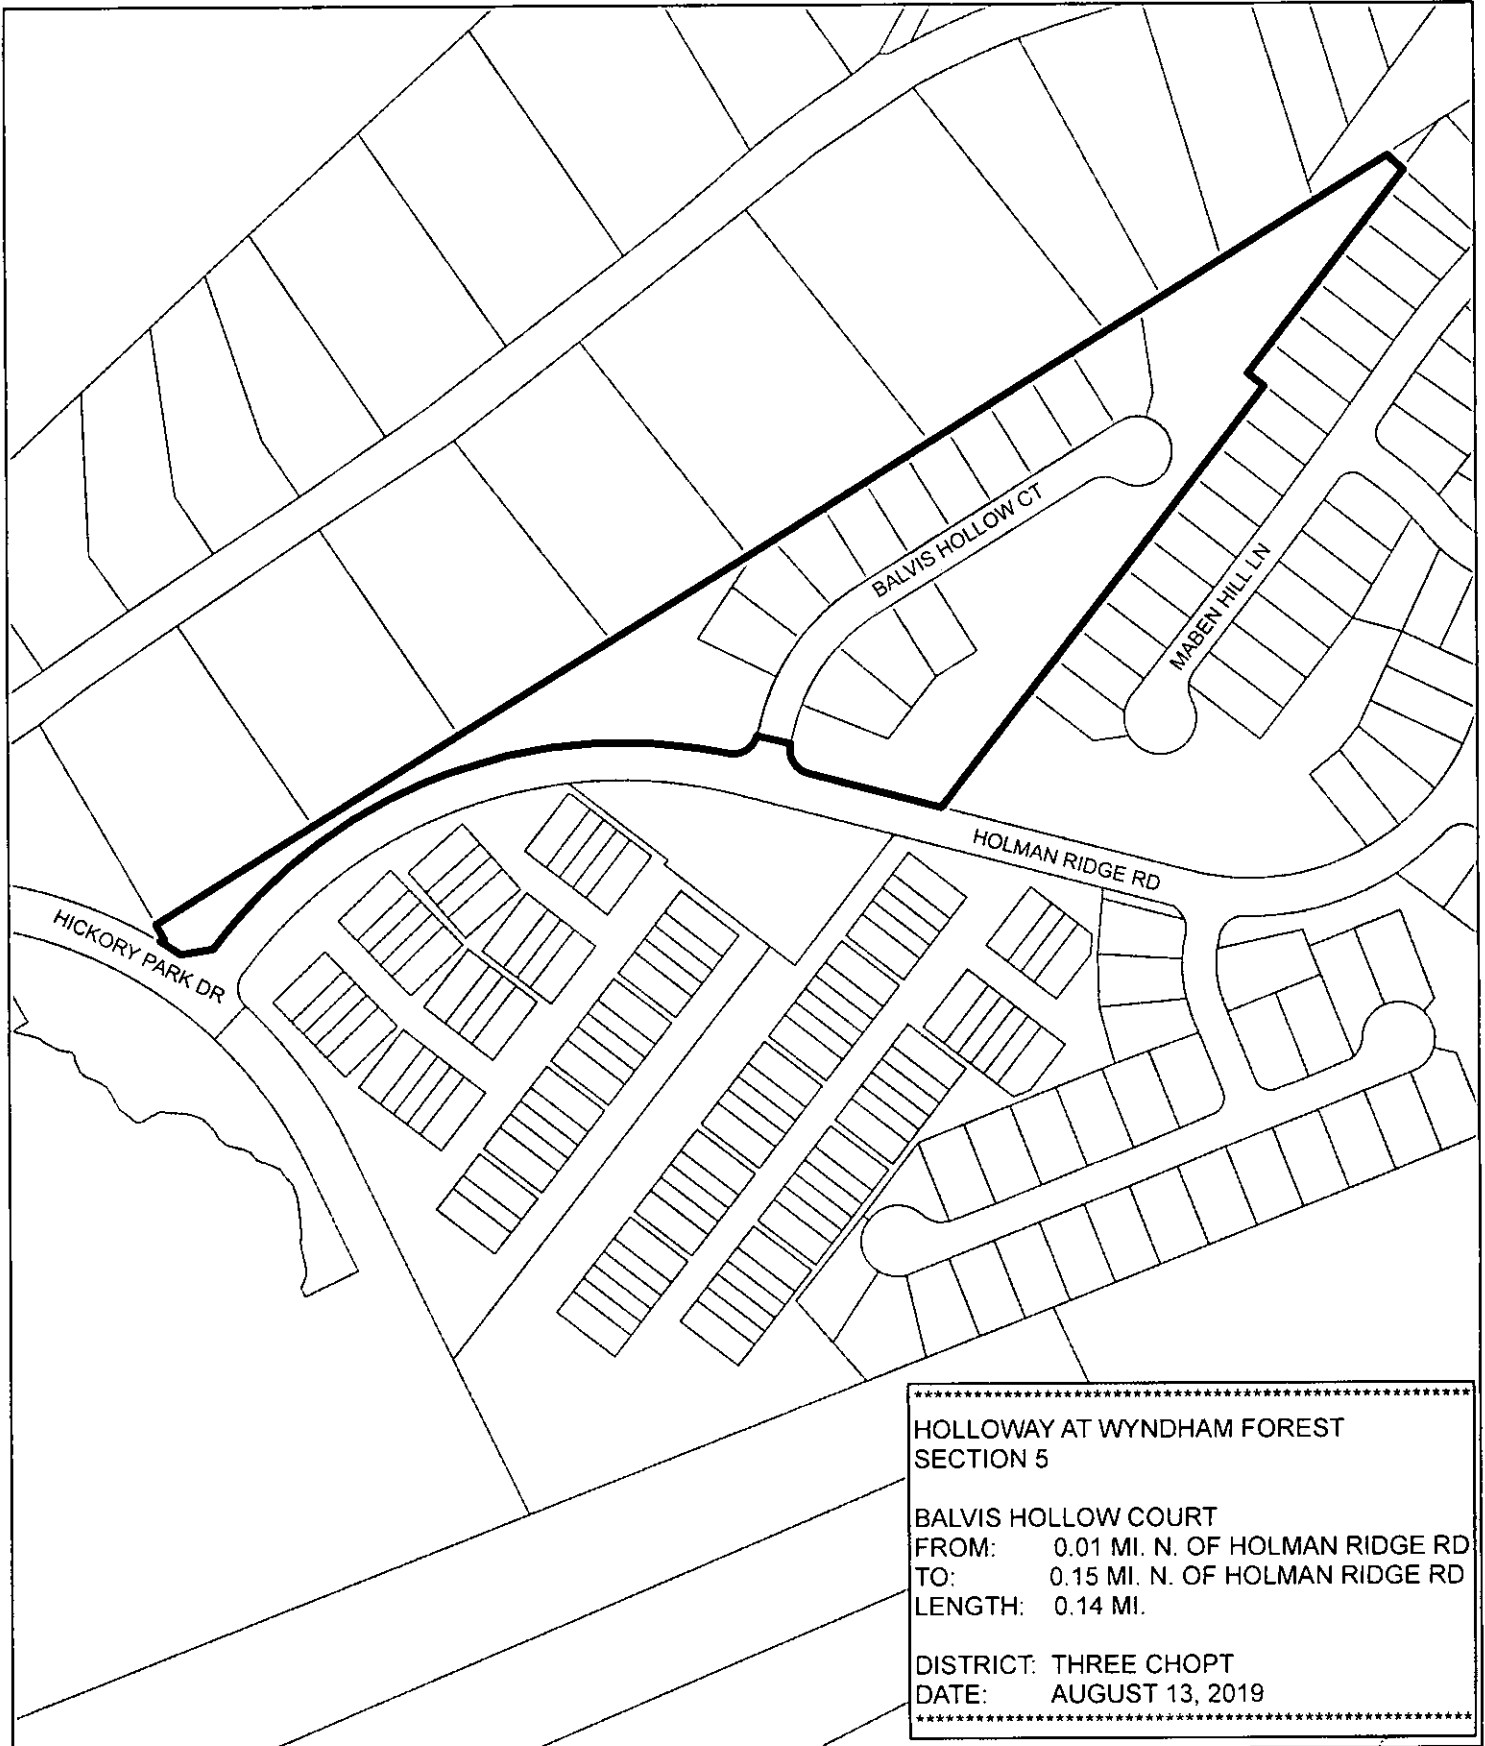 BALVIS HOLLOW CT
MABEN HILL LN
HOLMAN RIDGE RD
HICKORY PARK DR
************************************************************
HOLLOWAY AT WYNDHAM FOREST
SECTION 5
BALVIS HOLLOW COURT
FROM: 0.01 MI. N. OF HOLMAN RIDGE RD
TO: 0.15 MI. N. OF HOLMAN RIDGE RD
LENGTH: 0.14 MI.
DISTRICT: THREE CHOPT
DATE: AUGUST 13, 2019
************************************************************